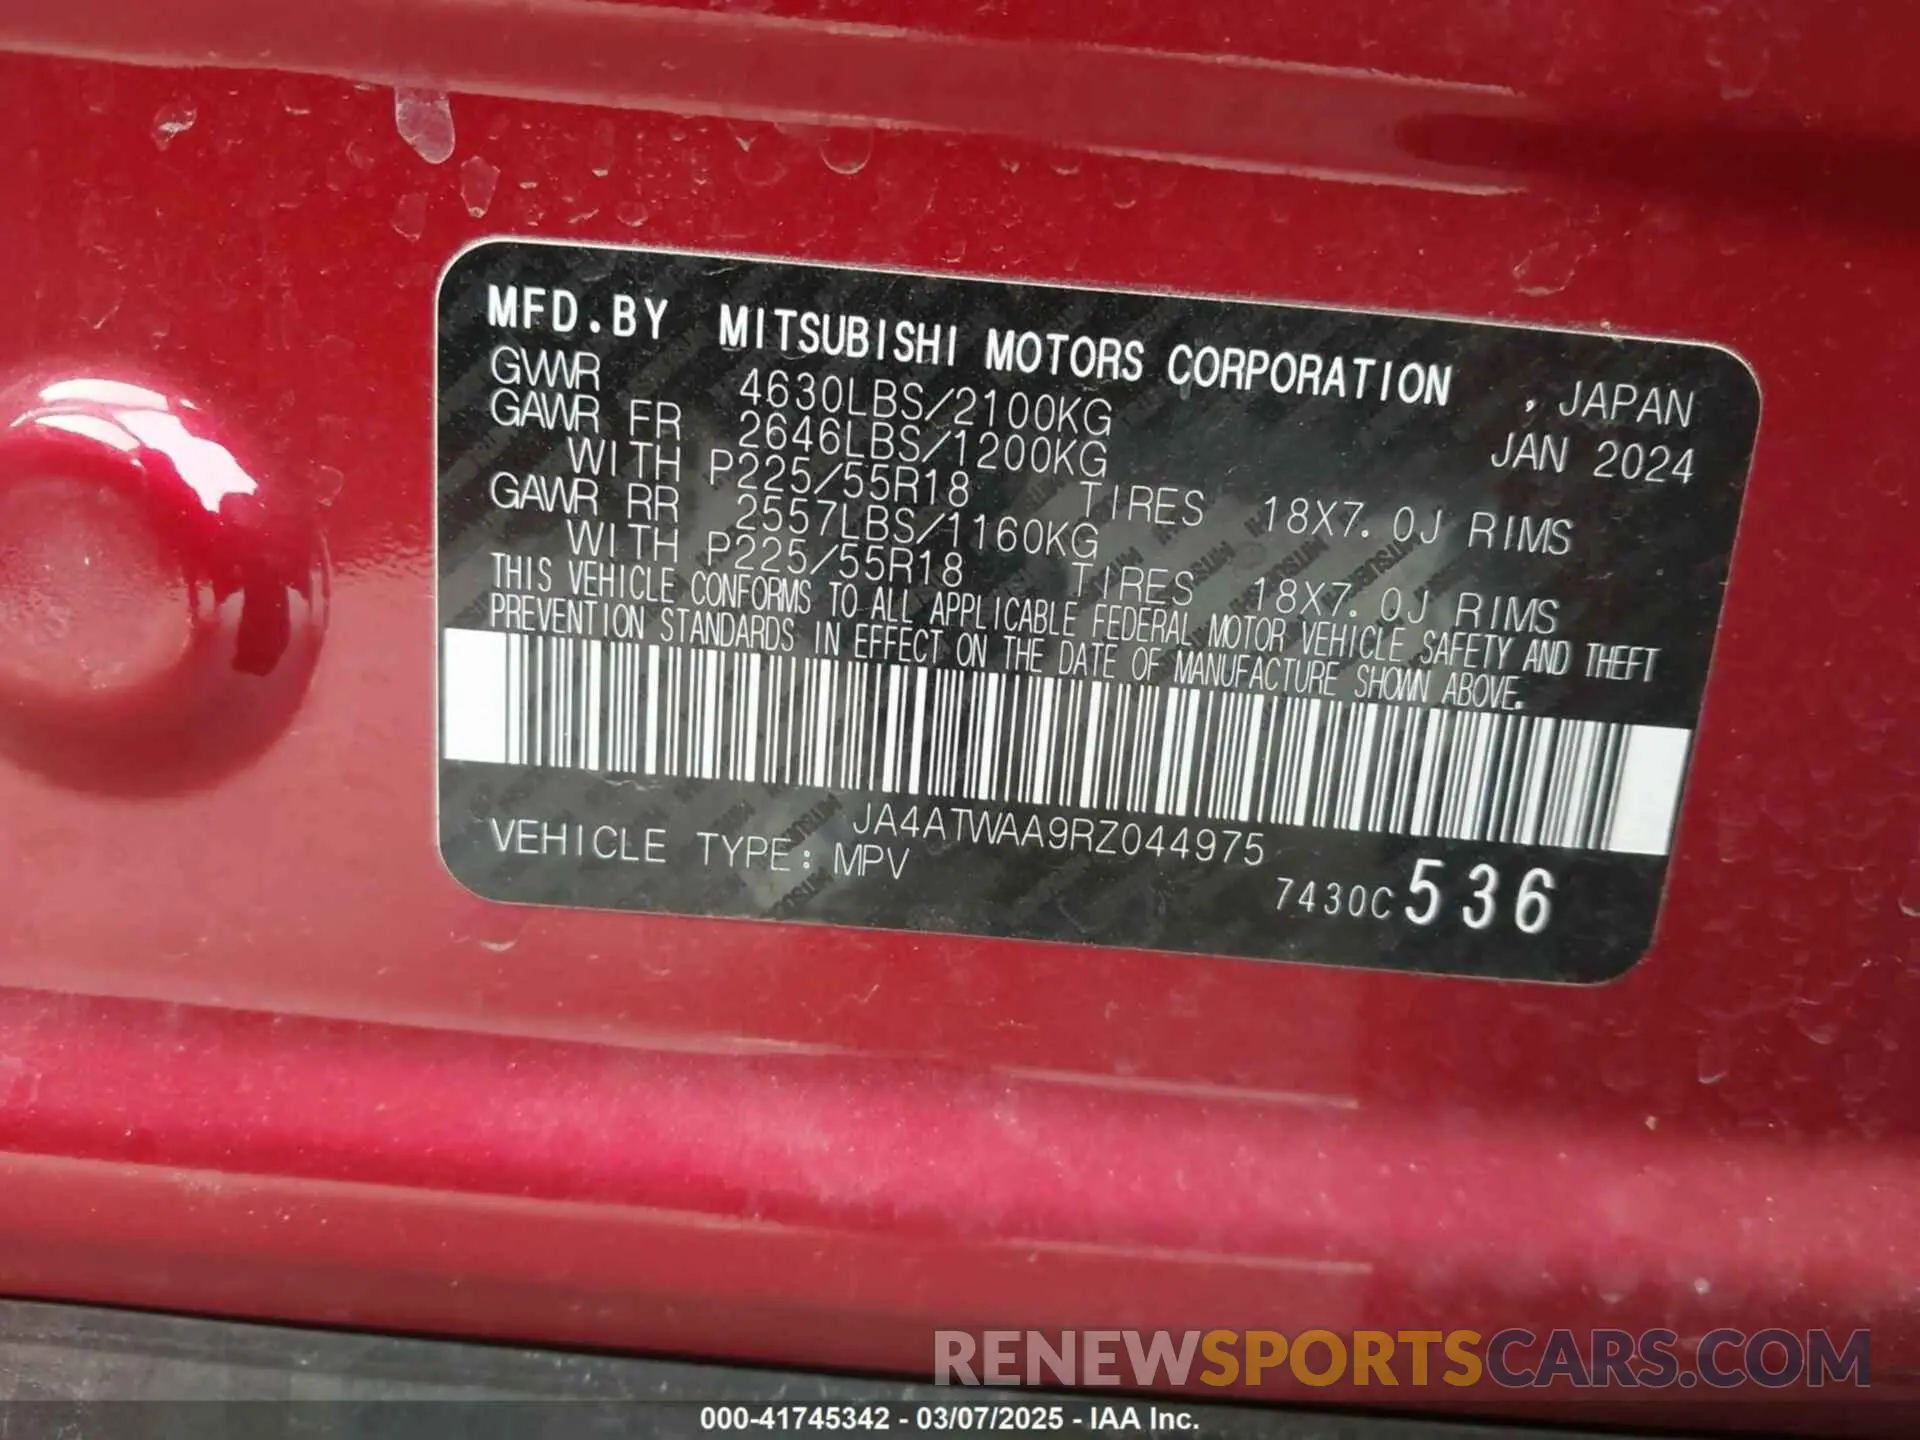 MFD.BY MITSUBISHI MOTORS CORPORATION , JAPAN
GVWR 4630LBS/2100KG JAN 2024
GAWR FR 2646LBS/1200KG
WITH P225/55R18 TIRES 18X7.0J RIMS
GAWR RR 2557LBS/1160KG
WITH P225/55R18 TIRES 18X7.0J RIMS
THIS VEHICLE CONFORMS TO ALL APPLICABLE FEDERAL MOTOR VEHICLE SAFETY AND THEFT
PREVENTION STANDARDS IN EFFECT ON THE DATE OF MANUFACTURE SHOWN ABOVE.
JA4ATWAA9RZ044975
VEHICLE TYPE: MPV
7430C 536
RENEWSPORTSCARS.COM
000-41745342 - 03/07/2025 - IAA Inc.